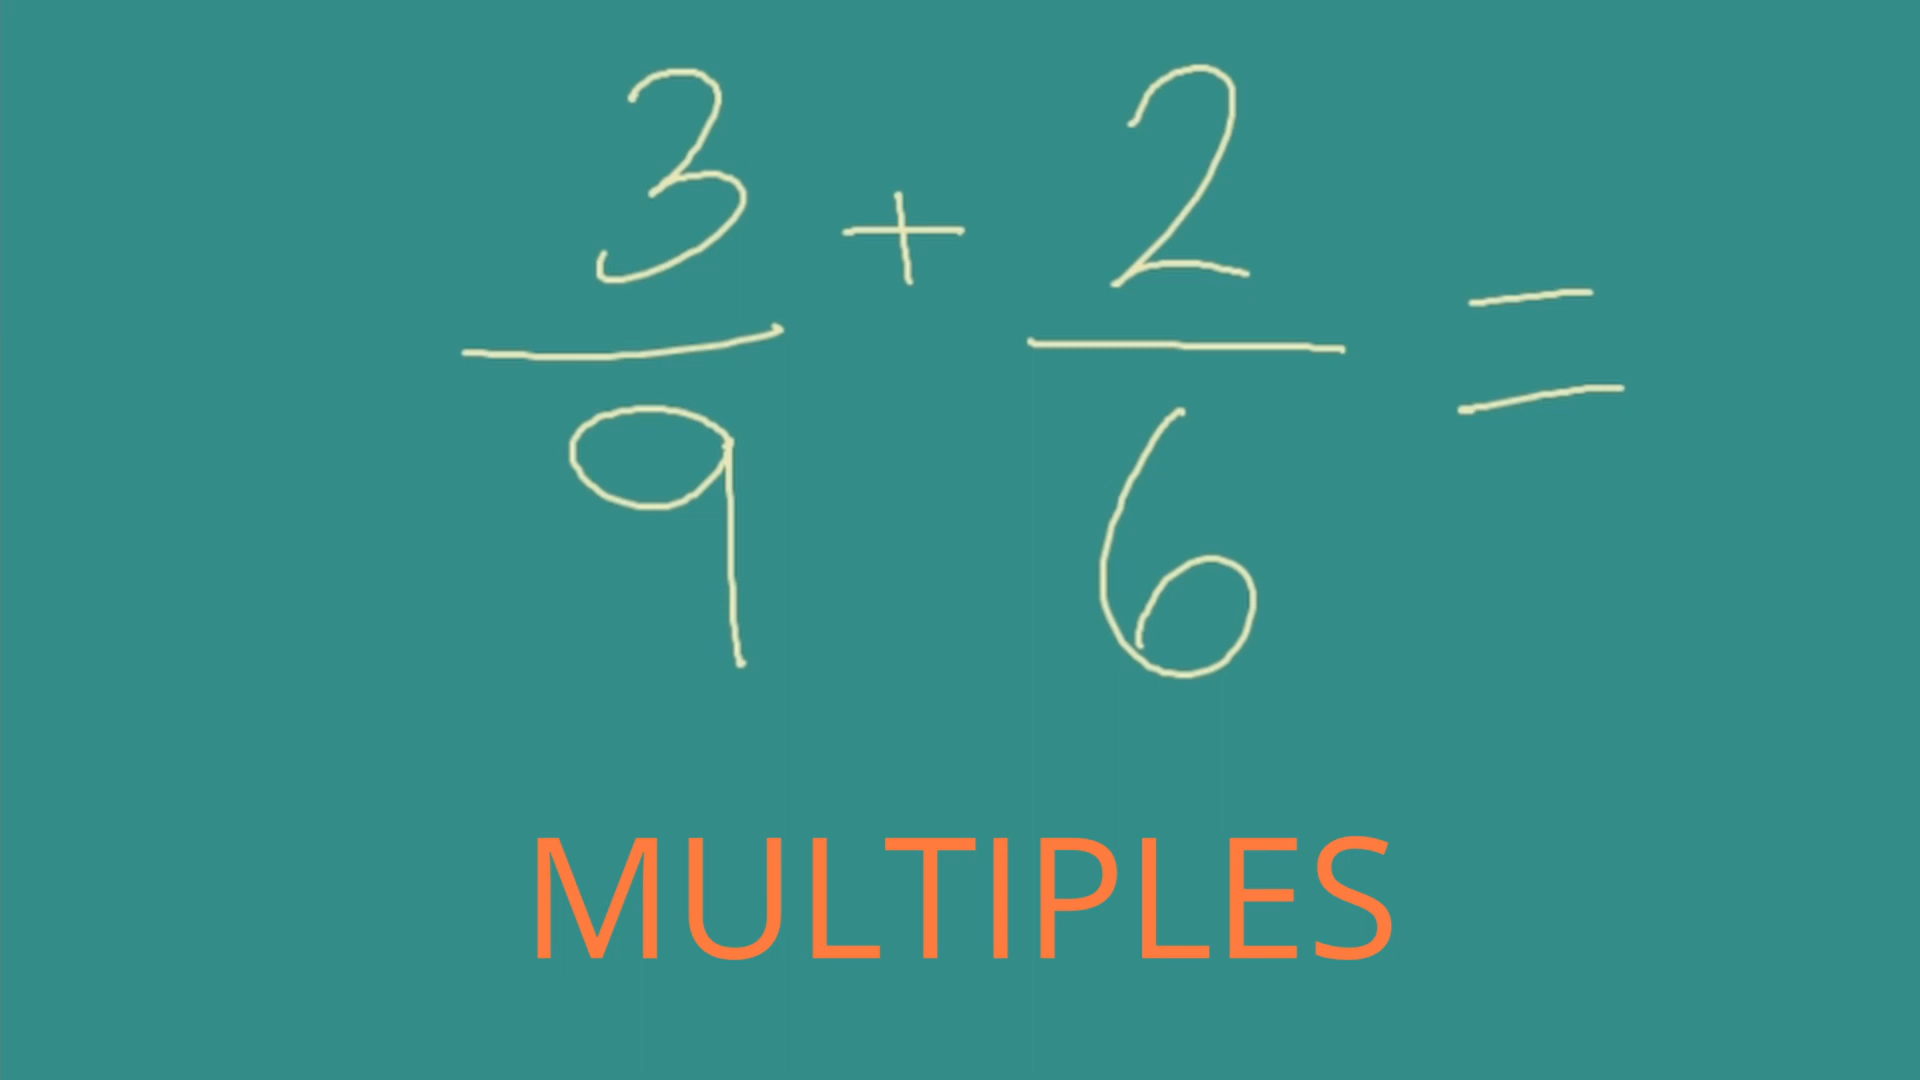 3/9 + 2/6 =
MULTIPLES